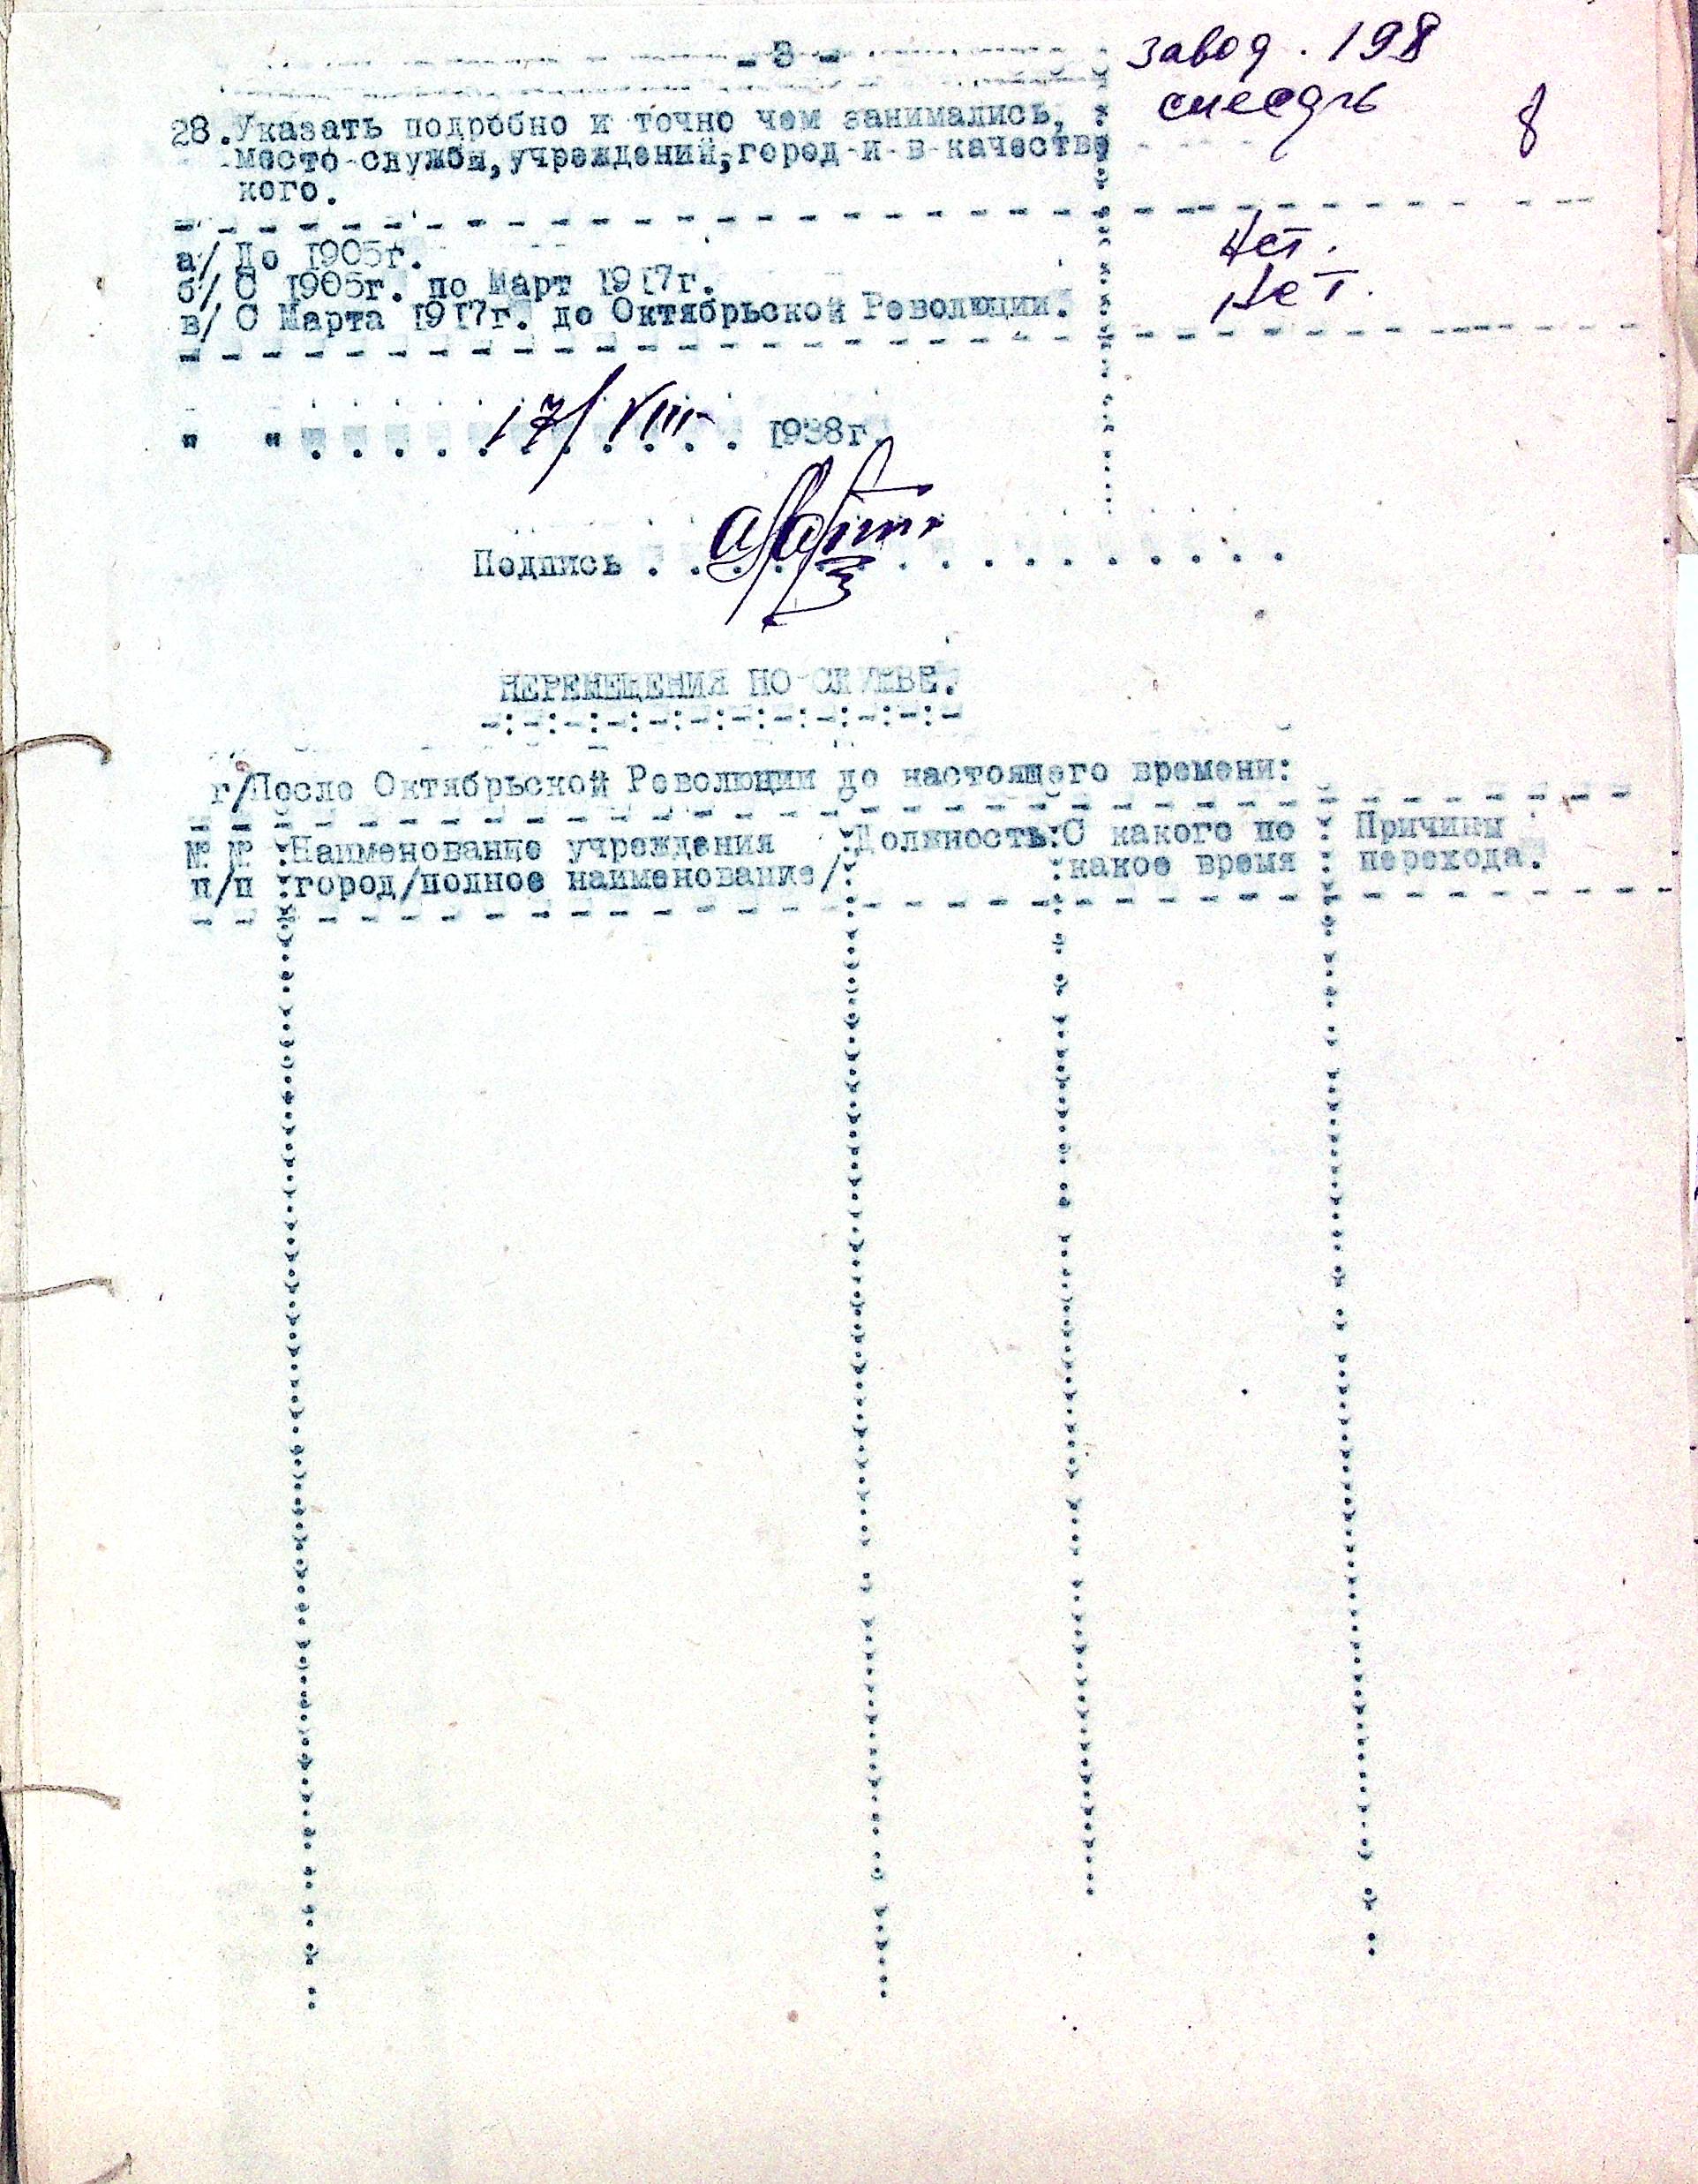 - 3 -
завод. 198
слесарь
8
28. Указать подробно и точно чем занимались,
место службы, учреждений, город и в качестве
кого.
а/ До 1905г.
Нет.
б/ С 1905г. по Март 1917г.
Нет.
в/ С Марта 1917г. до Октябрьской Революции.
" " . . . . 17/VIII . 1938г.
Подпись . . . . . . . . . .
ПЕРЕМЕЩЕНИЯ ПО СЛУЖБЕ.
г/После Октябрьской Революции до настоящего времени:
№ № :Наименование учреждения :Должность:С какого по : Причины
п/п :город/полное наименование/: :какое время : перехода.